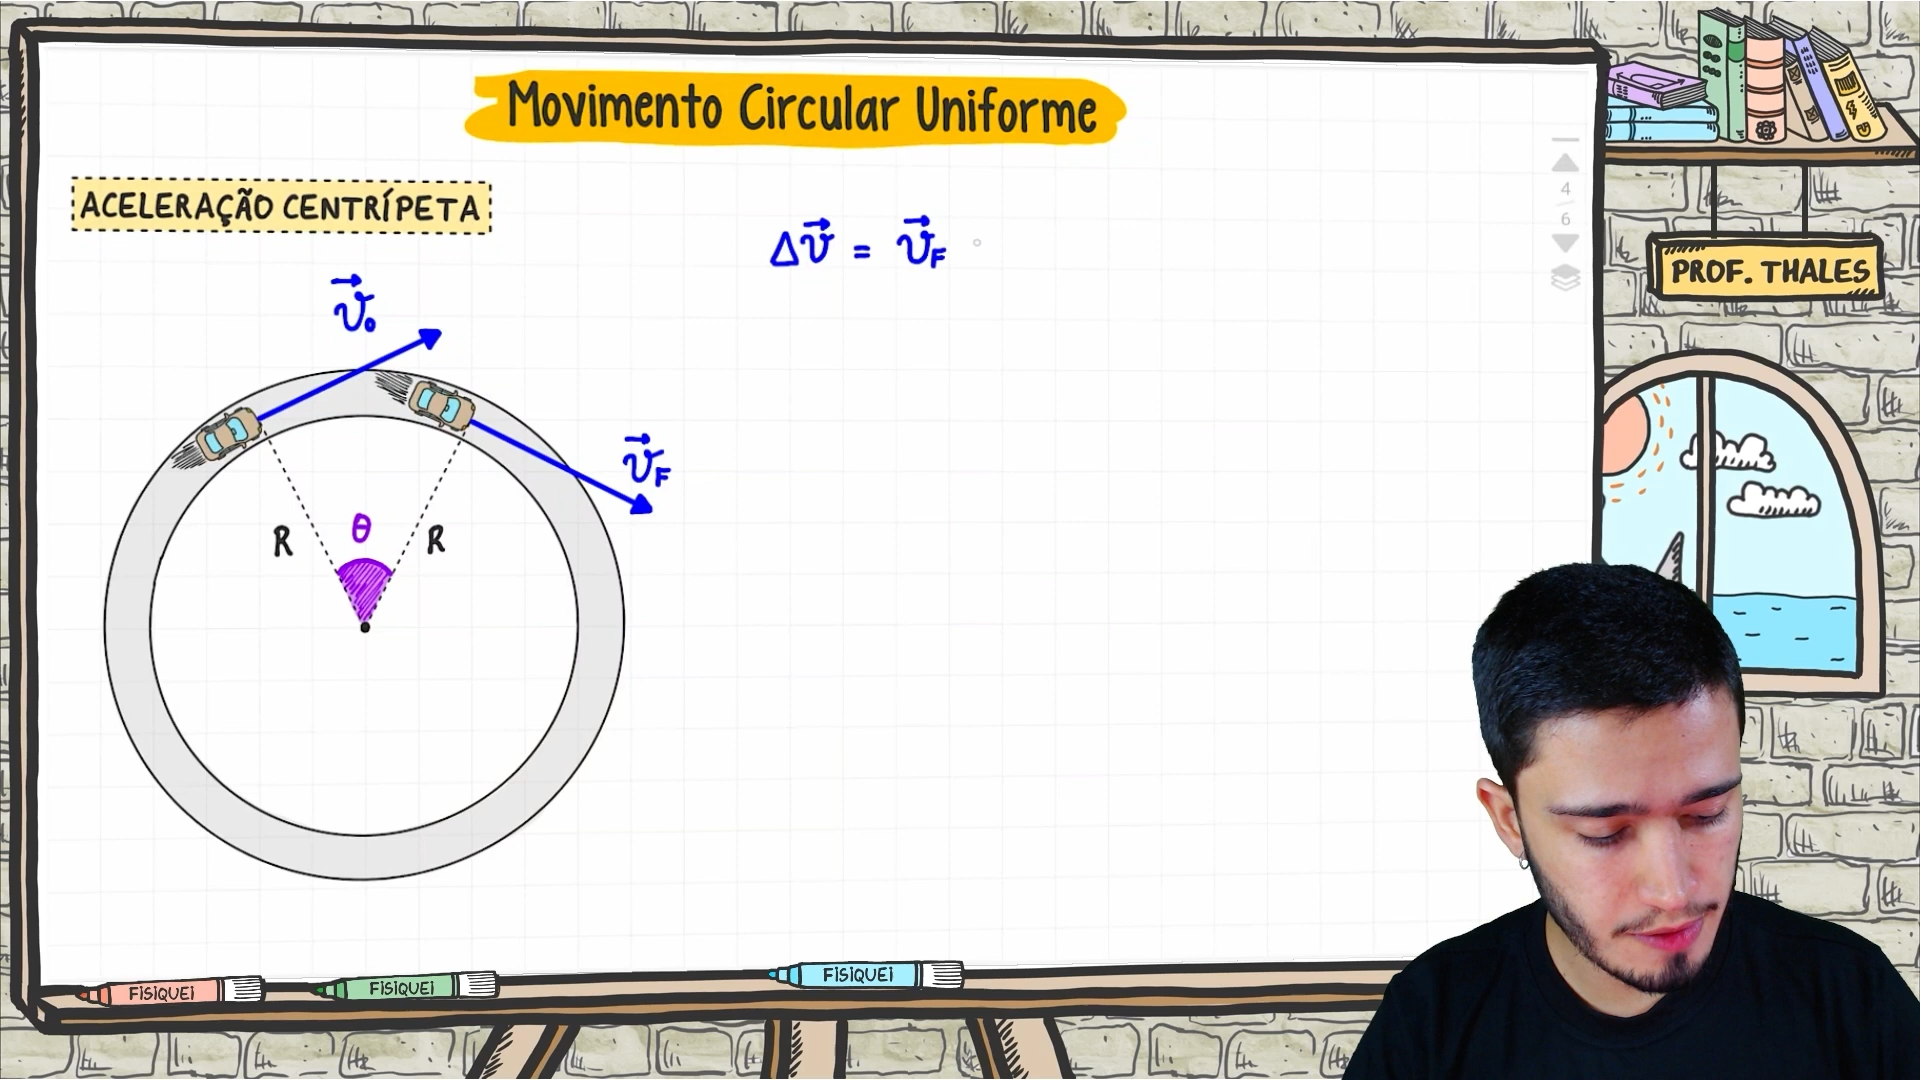 Movimento Circular Uniforme
ACELERAÇÃO CENTRÍPETA
Δv⃗ = v⃗F
v⃗₀
v⃗F
θ
R R
4
6
PROF. THALES
FISIQUEI
FISIQUEI
FISIQUEI